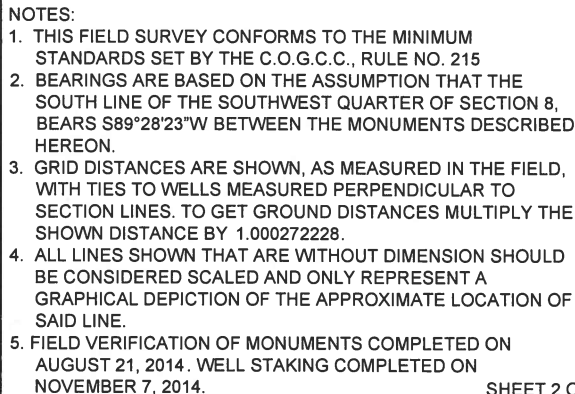 NOTES:
1. THIS FIELD SURVEY CONFORMS TO THE MINIMUM
STANDARDS SET BY THE C.O.G.C.C., RULE NO. 215
2. BEARINGS ARE BASED ON THE ASSUMPTION THAT THE
SOUTH LINE OF THE SOUTHWEST QUARTER OF SECTION 8,
BEARS S89°28'23"W BETWEEN THE MONUMENTS DESCRIBED
HEREON.
3. GRID DISTANCES ARE SHOWN, AS MEASURED IN THE FIELD,
WITH TIES TO WELLS MEASURED PERPENDICULAR TO
SECTION LINES. TO GET GROUND DISTANCES MULTIPLY THE
SHOWN DISTANCE BY 1.000272228.
4. ALL LINES SHOWN THAT ARE WITHOUT DIMENSION SHOULD
BE CONSIDERED SCALED AND ONLY REPRESENT A
GRAPHICAL DEPICTION OF THE APPROXIMATE LOCATION OF
SAID LINE.
5. FIELD VERIFICATION OF MONUMENTS COMPLETED ON
AUGUST 21, 2014. WELL STAKING COMPLETED ON
NOVEMBER 7, 2014. SHEET 2 O